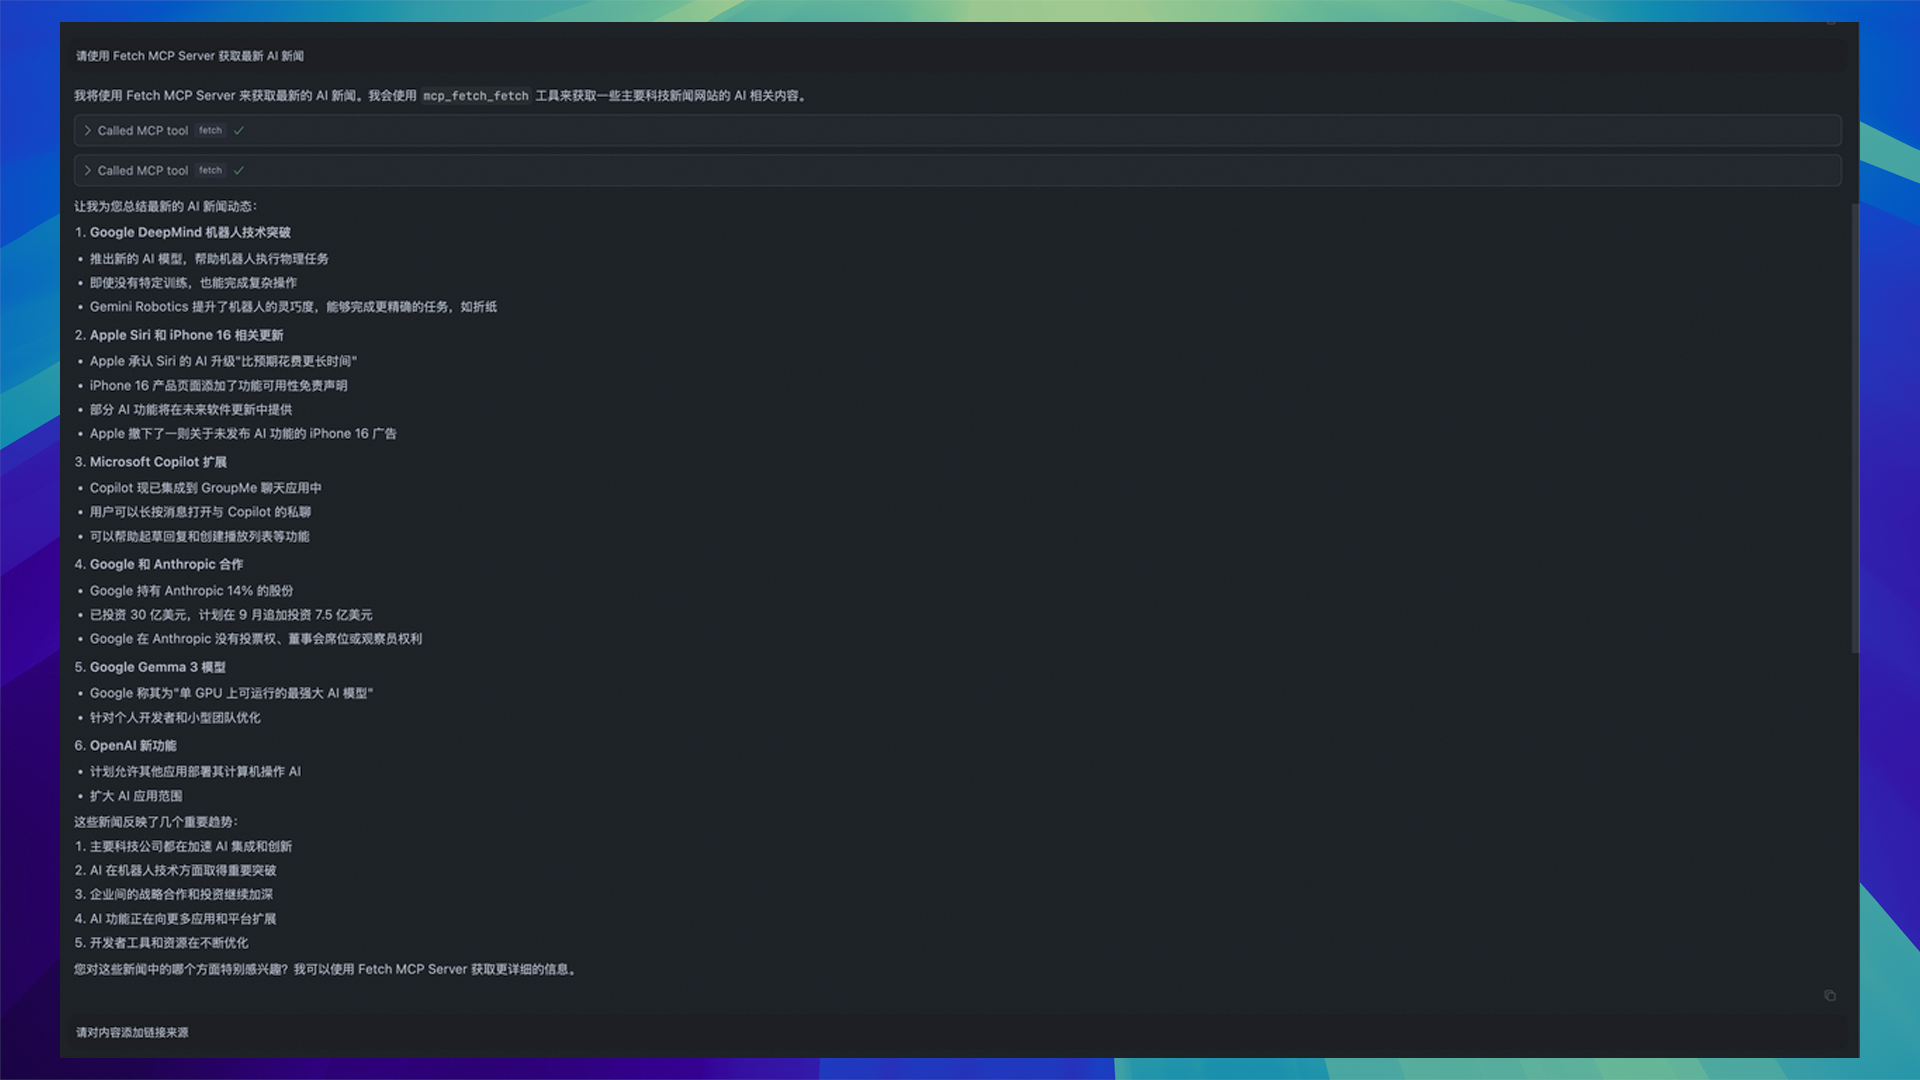 请使用 Fetch MCP Server 获取最新 AI 新闻
我将使用 Fetch MCP Server 来获取最新的 AI 新闻。我会使用 mcp_fetch_fetch 工具来获取一些主要科技新闻网站的 AI 相关内容。
Called MCP tool fetch
Called MCP tool fetch
让我为您总结最新的 AI 新闻动态：
1. Google DeepMind 机器人技术突破
• 推出新的 AI 模型，帮助机器人执行物理任务
• 即使没有特定训练，也能完成复杂操作
• Gemini Robotics 提升了机器人的灵巧度，能够完成更精确的任务，如折纸
2. Apple Siri 和 iPhone 16 相关更新
• Apple 承认 Siri 的 AI 升级"比预期花费更长时间"
• iPhone 16 产品页面添加了功能可用性免责声明
• 部分 AI 功能将在未来软件更新中提供
• Apple 撤下了一则关于未发布 AI 功能的 iPhone 16 广告
3. Microsoft Copilot 扩展
• Copilot 现已集成到 GroupMe 聊天应用中
• 用户可以长按消息打开与 Copilot 的私聊
• 可以帮助起草回复和创建播放列表等功能
4. Google 和 Anthropic 合作
• Google 持有 Anthropic 14% 的股份
• 已投资 30 亿美元，计划在 9 月追加投资 7.5 亿美元
• Google 在 Anthropic 没有投票权、董事会席位或观察员权利
5. Google Gemma 3 模型
• Google 称其为"单 GPU 上可运行的最强大 AI 模型"
• 针对个人开发者和小型团队优化
6. OpenAI 新功能
• 计划允许其他应用部署其计算机操作 AI
• 扩大 AI 应用范围
这些新闻反映了几个重要趋势：
1. 主要科技公司都在加速 AI 集成和创新
2. AI 在机器人技术方面取得重要突破
3. 企业间的战略合作和投资继续加深
4. AI 功能正在向更多应用和平台扩展
5. 开发者工具和资源在不断优化
您对这些新闻中的哪个方面特别感兴趣？我可以使用 Fetch MCP Server 获取更详细的信息。
请对内容添加链接来源